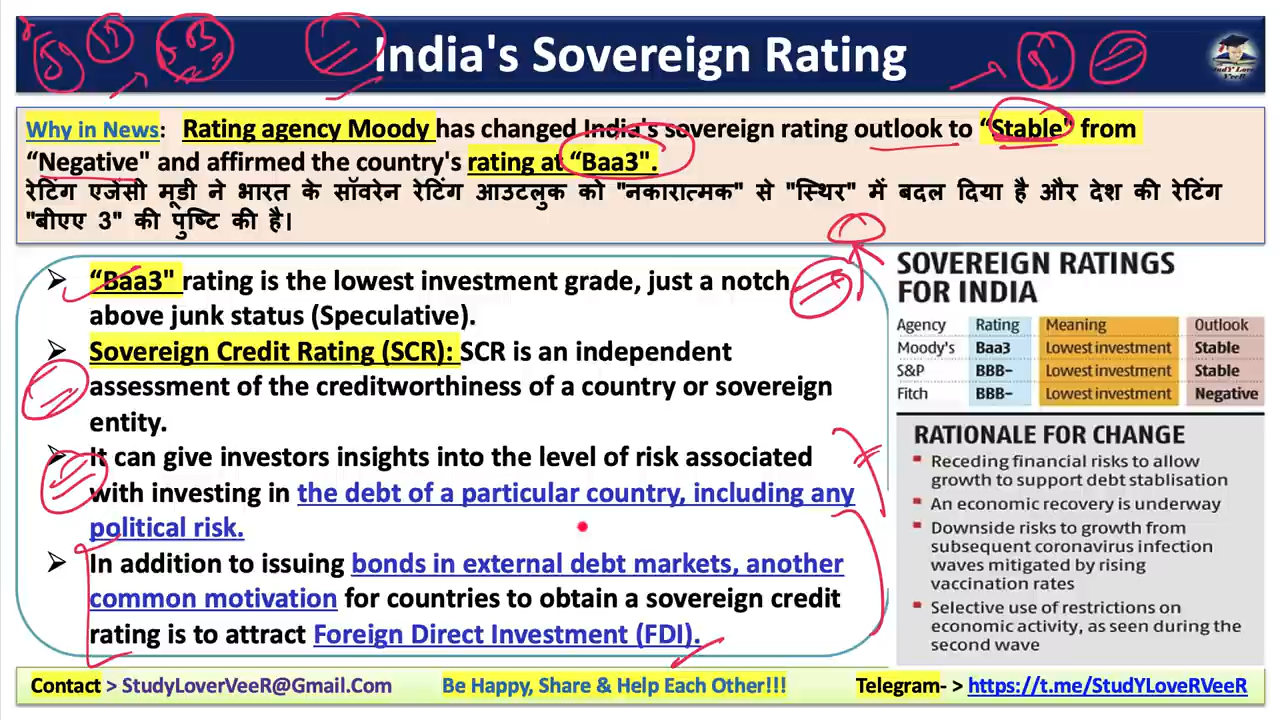 India's Sovereign Rating
StudY Lover
VeeR
Why in News: Rating agency Moody has changed India's sovereign rating outlook to “Stable" from
“Negative" and affirmed the country's rating at “Baa3".
रेटिंग एजेंसी मूडी ने भारत के सॉवरेन रेटिंग आउटलुक को "नकारात्मक" से "स्थिर" में बदल दिया है और देश की रेटिंग
"बीएए 3" की पुष्टि की है।
➢ “Baa3" rating is the lowest investment grade, just a notch
above junk status (Speculative).
➢ Sovereign Credit Rating (SCR): SCR is an independent
assessment of the creditworthiness of a country or sovereign
entity.
➢ It can give investors insights into the level of risk associated
with investing in the debt of a particular country, including any
political risk.
➢ In addition to issuing bonds in external debt markets, another
common motivation for countries to obtain a sovereign credit
rating is to attract Foreign Direct Investment (FDI).
SOVEREIGN RATINGS
FOR INDIA
Agency Rating Meaning Outlook
Moody's Baa3 Lowest investment Stable
S&P BBB- Lowest investment Stable
Fitch BBB- Lowest investment Negative
RATIONALE FOR CHANGE
Receding financial risks to allow
growth to support debt stablisation
An economic recovery is underway
Downside risks to growth from
subsequent coronavirus infection
waves mitigated by rising
vaccination rates
Selective use of restrictions on
economic activity, as seen during the
second wave
Contact > StudyLoverVeeR@Gmail.Com Be Happy, Share & Help Each Other!!! Telegram- > https://t.me/StudYLoveRVeeR